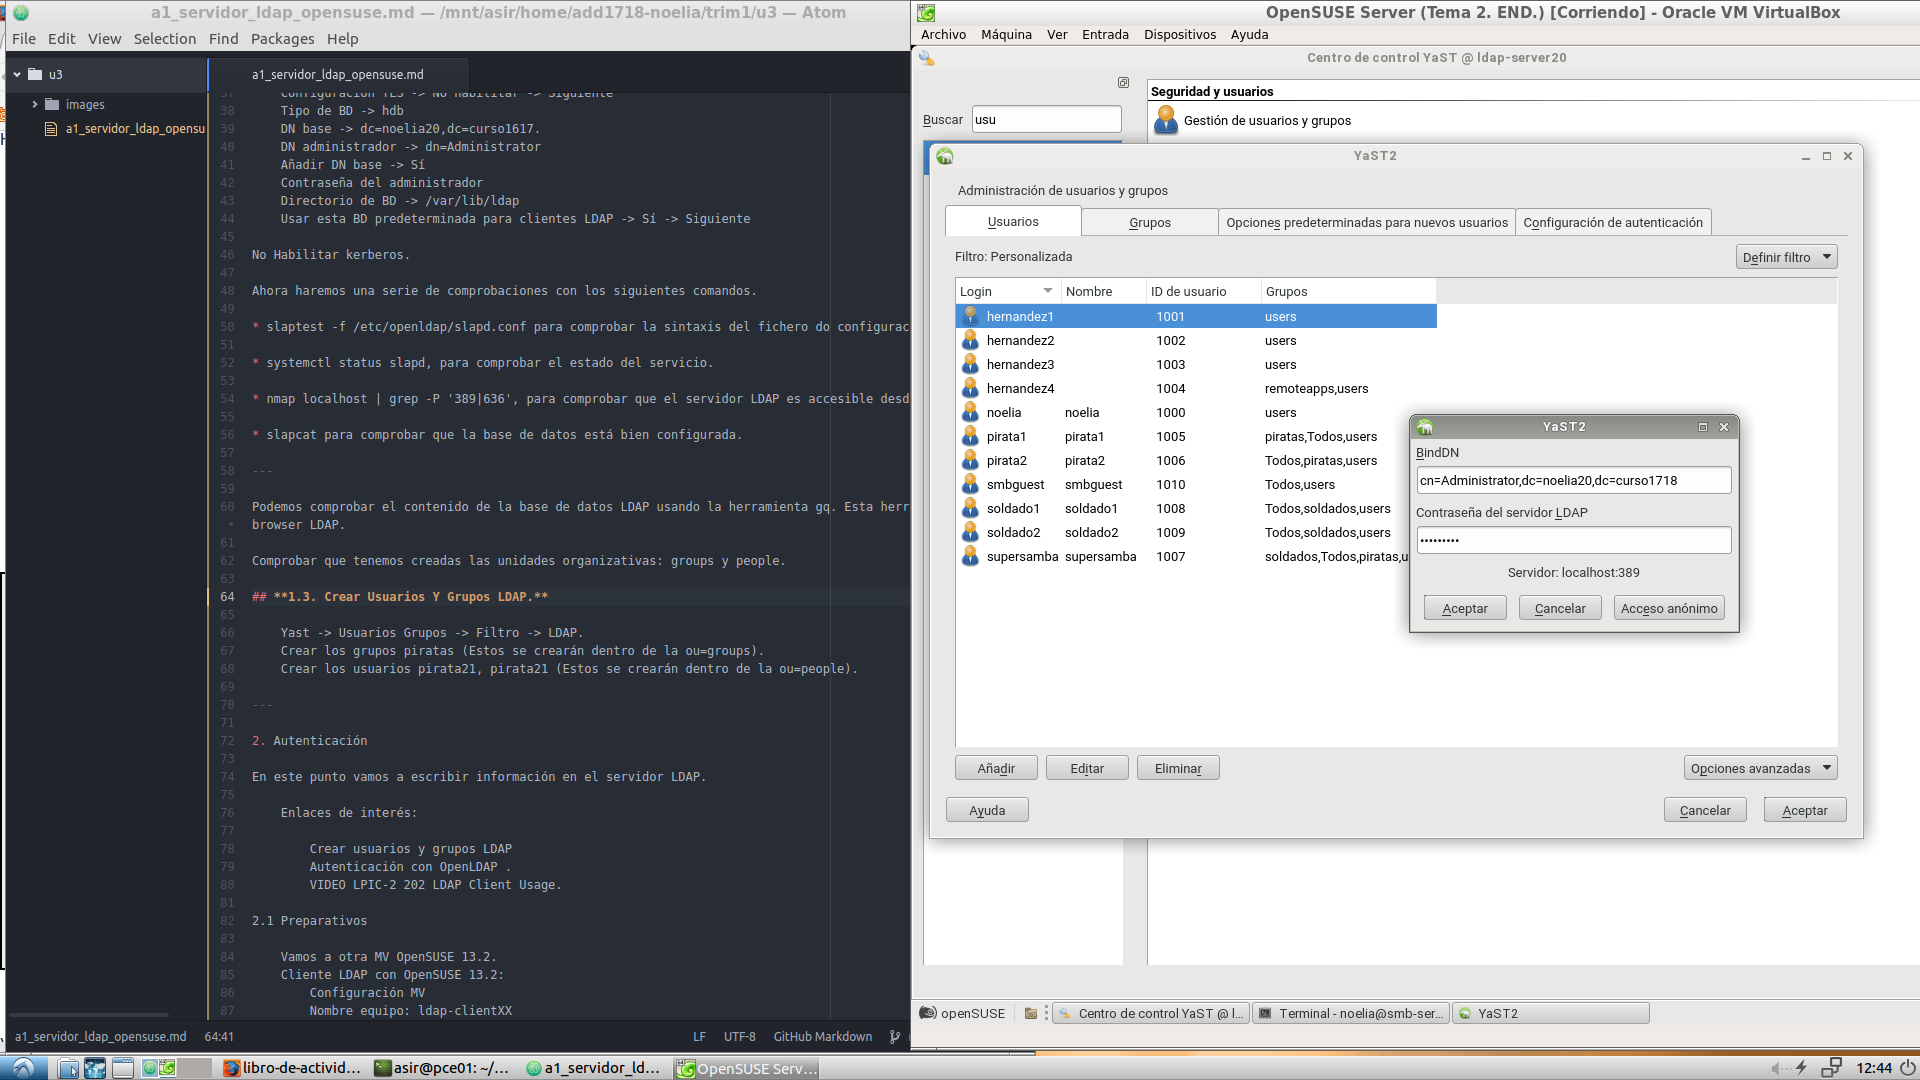 a1_servidor_ldap_opensuse.md — /mnt/asir/home/add1718-noelia/trim1/u3 — Atom
File Edit View Selection Find Packages Help
u3
images
a1_servidor_ldap_opensu
a1_servidor_ldap_opensuse.md
37 Configuración TLS -> No habilitar -> Siguiente
38 Tipo de BD -> hdb
39 DN base -> dc=noelia20,dc=curso1617.
40 DN administrador -> dn=Administrator
41 Añadir DN base -> Sí
42 Contraseña del administrador
43 Directorio de BD -> /var/lib/ldap
44 Usar esta BD predeterminada para clientes LDAP -> Sí -> Siguiente
45
46 No Habilitar kerberos.
47
48 Ahora haremos una serie de comprobaciones con los siguientes comandos.
49
50 * slaptest -f /etc/openldap/slapd.conf para comprobar la sintaxis del fichero do configurac
51
52 * systemctl status slapd, para comprobar el estado del servicio.
53
54 * nmap localhost | grep -P '389|636', para comprobar que el servidor LDAP es accesible desd
55
56 * slapcat para comprobar que la base de datos está bien configurada.
57
58 ---
59
60 Podemos comprobar el contenido de la base de datos LDAP usando la herramienta gq. Esta herr
• browser LDAP.
61
62 Comprobar que tenemos creadas las unidades organizativas: groups y people.
63
64 ## **1.3. Crear Usuarios Y Grupos LDAP.**
65
66 Yast -> Usuarios Grupos -> Filtro -> LDAP.
67 Crear los grupos piratas (Estos se crearán dentro de la ou=groups).
68 Crear los usuarios pirata21, pirata21 (Estos se crearán dentro de la ou=people).
69
70 ---
71
72 2. Autenticación
73
74 En este punto vamos a escribir información en el servidor LDAP.
75
76 Enlaces de interés:
77
78 Crear usuarios y grupos LDAP
79 Autenticación con OpenLDAP .
80 VIDEO LPIC-2 202 LDAP Client Usage.
81
82 2.1 Preparativos
83
84 Vamos a otra MV OpenSUSE 13.2.
85 Cliente LDAP con OpenSUSE 13.2:
86 Configuración MV
87 Nombre equipo: ldap-clientXX
a1_servidor_ldap_opensuse.md 64:41 LF UTF-8 GitHub Markdown
OpenSUSE Server (Tema 2. END.) [Corriendo] - Oracle VM VirtualBox
Archivo Máquina Ver Entrada Dispositivos Ayuda
Centro de control YaST @ ldap-server20
Buscar usu
Seguridad y usuarios
Gestión de usuarios y grupos
YaST2
Administración de usuarios y grupos
Usuarios Grupos Opciones predeterminadas para nuevos usuarios Configuración de autenticación
Filtro: Personalizada Definir filtro
Login Nombre ID de usuario Grupos
hernandez1 1001 users
hernandez2 1002 users
hernandez3 1003 users
hernandez4 1004 remoteapps,users
noelia noelia 1000 users
pirata1 pirata1 1005 piratas,Todos,users
pirata2 pirata2 1006 Todos,piratas,users
smbguest smbguest 1010 Todos,users
soldado1 soldado1 1008 Todos,soldados,users
soldado2 soldado2 1009 Todos,soldados,users
supersamba supersamba 1007 soldados,Todos,piratas,u
YaST2
BindDN
cn=Administrator,dc=noelia20,dc=curso1718
Contraseña del servidor LDAP
•••••••••
Servidor: localhost:389
Aceptar Cancelar Acceso anónimo
Añadir Editar Eliminar Opciones avanzadas
Ayuda Cancelar Aceptar
openSUSE Centro de control YaST @ l... Terminal - noelia@smb-ser... YaST2
libro-de-activid... asir@pce01: ~/... a1_servidor_ld... OpenSUSE Serv... 12:44